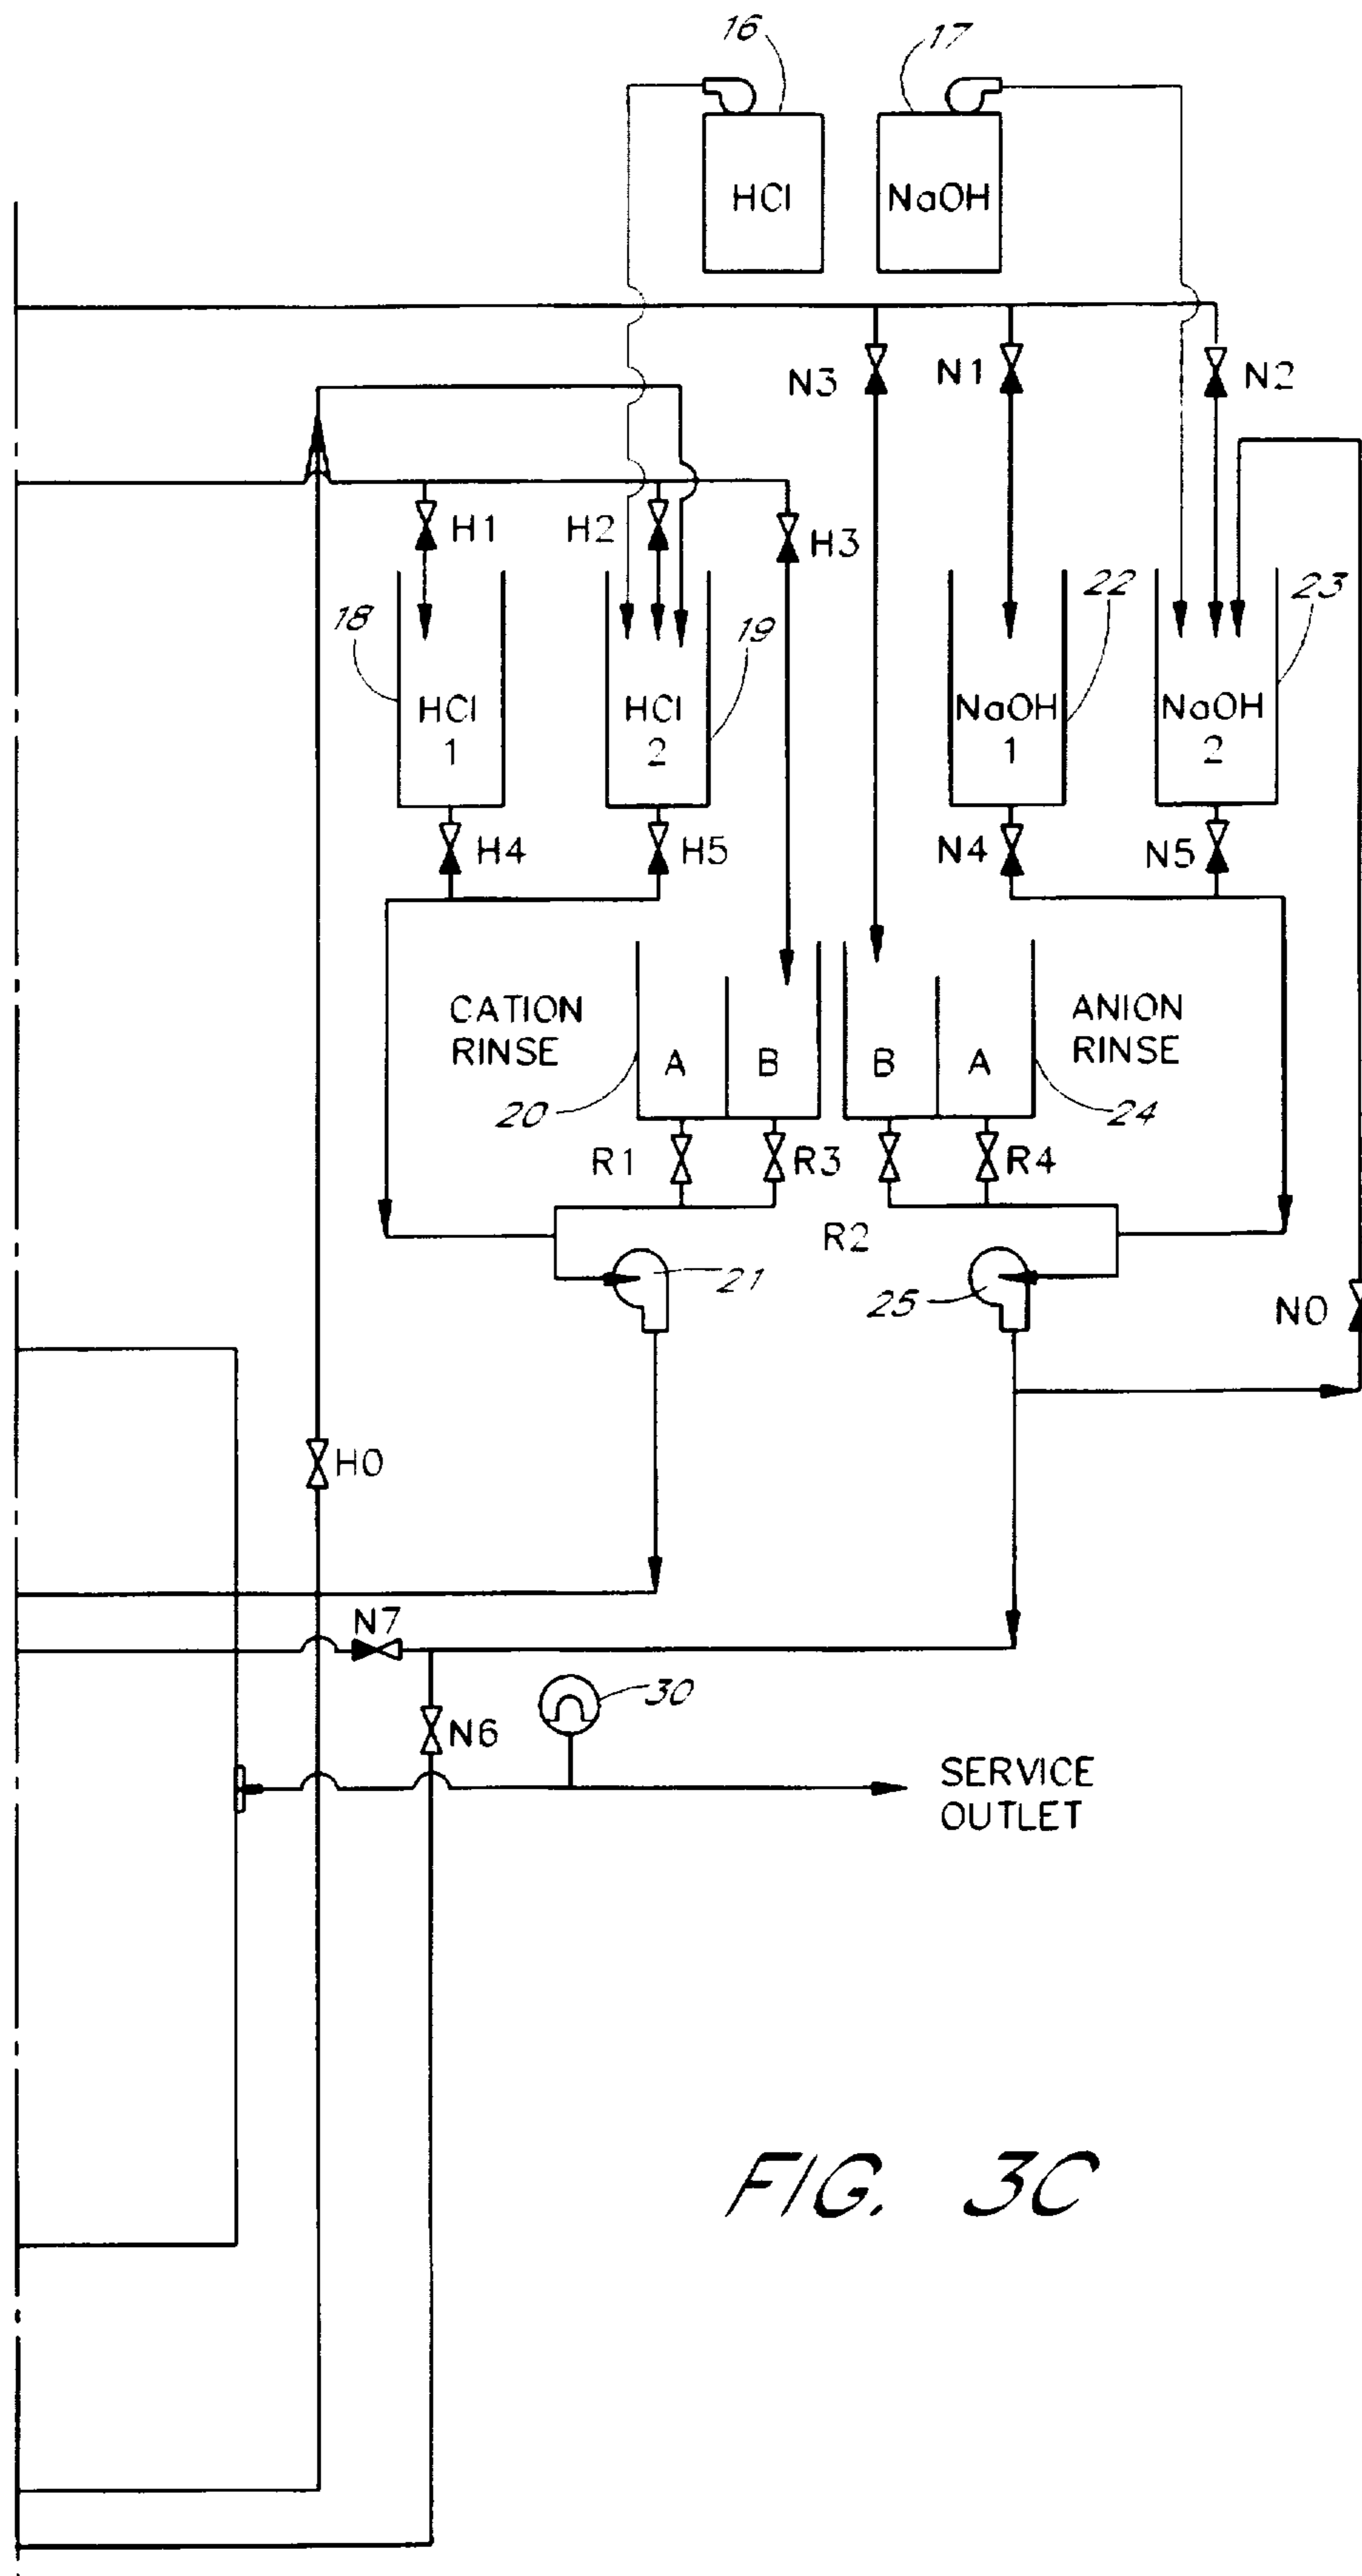 16
17
HCl
NaOH
N3
N1
N2
H1
H2
H3
18
19
22
23
HCl
1
HCl
2
NaOH
1
NaOH
2
H4
H5
N4
N5
CATION
RINSE
ANION
RINSE
A
B
B
A
20
24
R1
R3
R4
R2
21
25
N0
H0
N7
30
N6
SERVICE
OUTLET
FIG. 3C